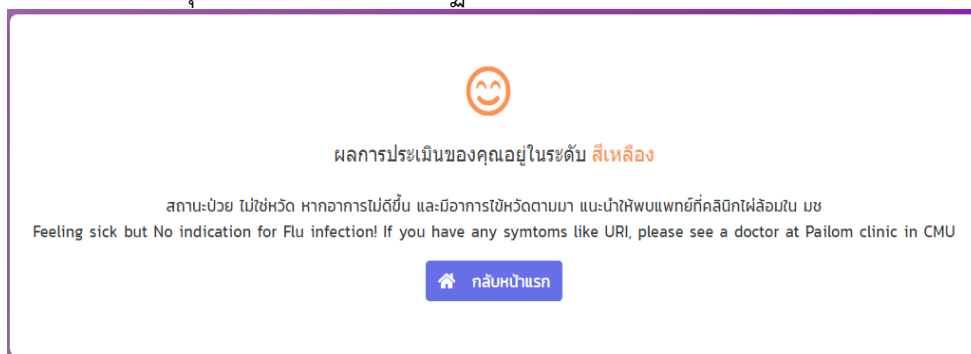 ผลการประเมินของคุณอยู่ในระดับ สีเหลือง
สถานะป่วย ไม่ใช่หวัด หากอาการไม่ดีขึ้น และมีอาการไข้หวัดตามมา แนะนำให้พบแพทย์ที่คลินิกไผ่ล้อมใน มช
Feeling sick but No indication for Flu infection! If you have any symtoms like URI, please see a doctor at Pailom clinic in CMU
กลับหน้าแรก